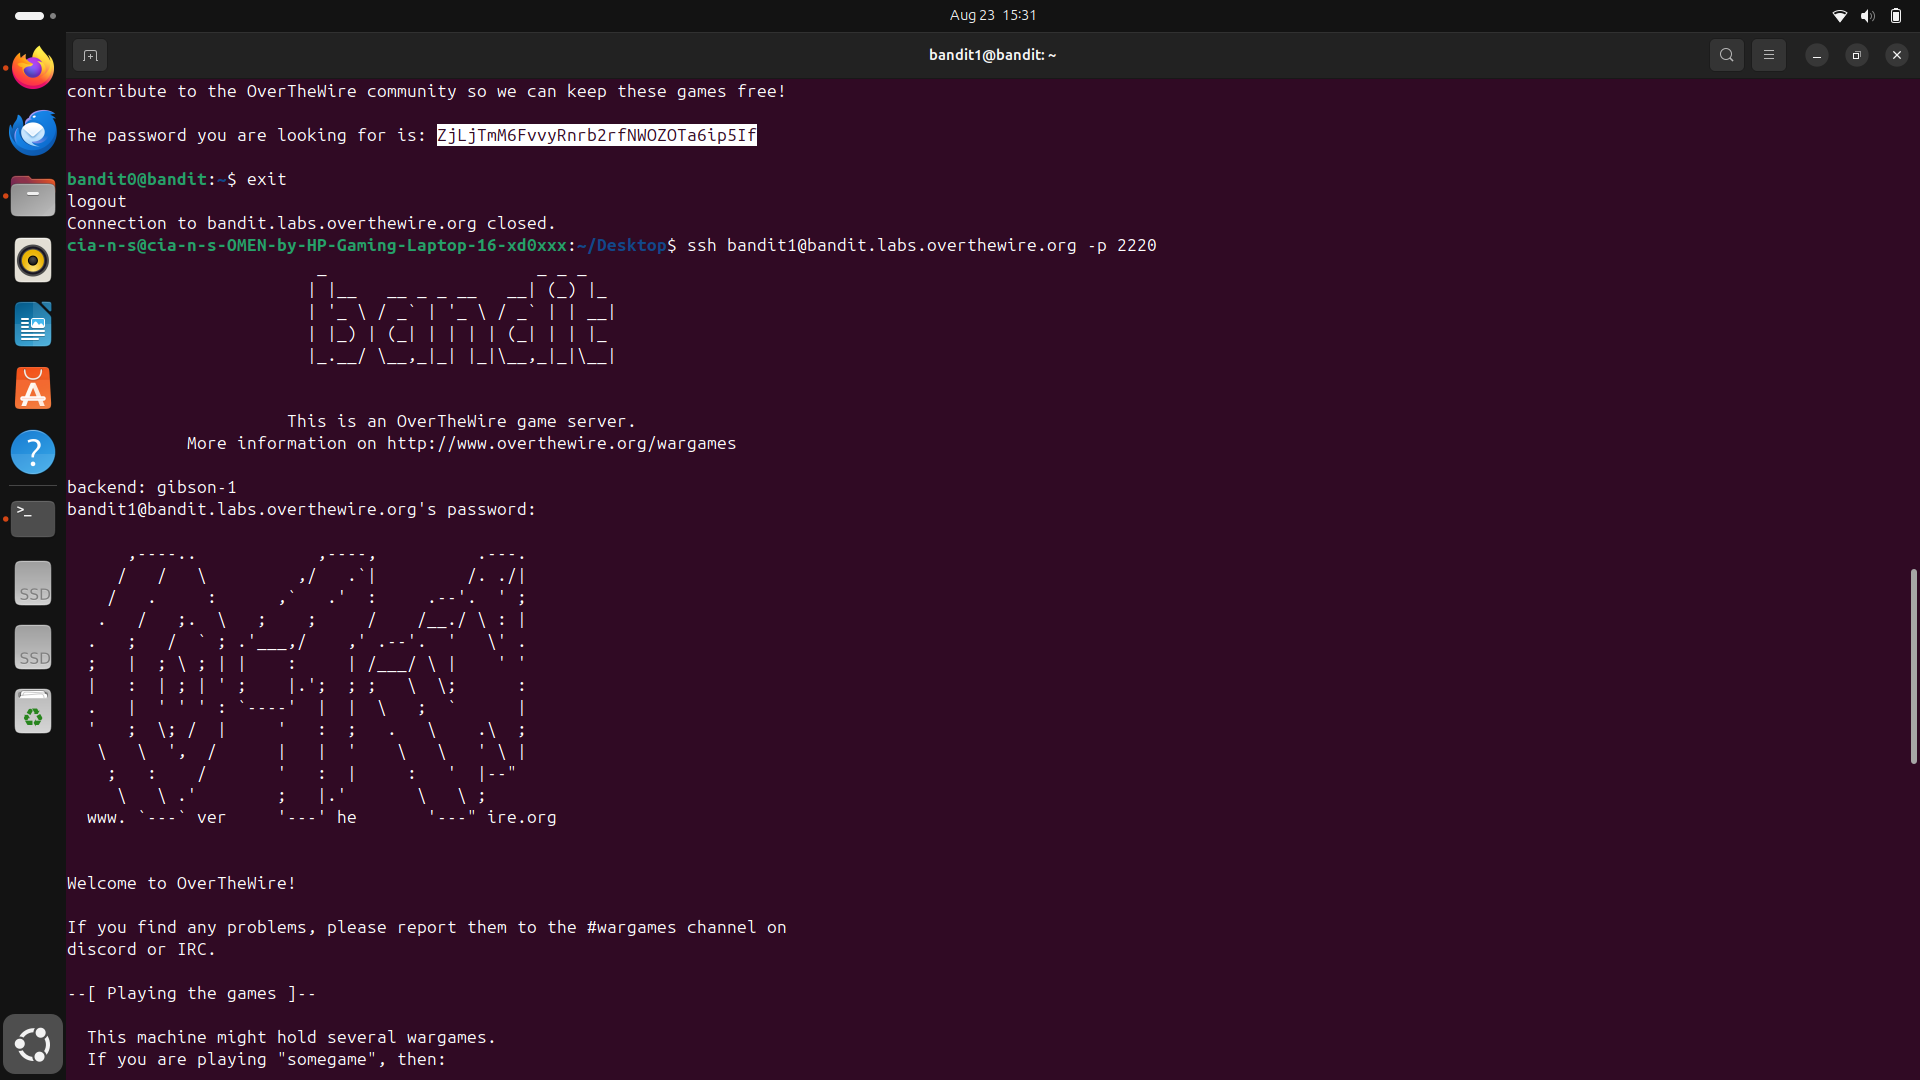 Aug 23 15:31
bandit1@bandit: ~
contribute to the OverTheWire community so we can keep these games free!
The password you are looking for is: ZjLjTmM6FvvyRnrb2rfNWOZOTa6ip5If
bandit0@bandit:~$ exit
logout
Connection to bandit.labs.overthewire.org closed.
cia-n-s@cia-n-s-OMEN-by-HP-Gaming-Laptop-16-xd0xxx:~/Desktop$ ssh bandit1@bandit.labs.overthewire.org -p 2220
bandit
This is an OverTheWire game server.
More information on http://www.overthewire.org/wargames
backend: gibson-1
bandit1@bandit.labs.overthewire.org's password:
www. `---` ver '---' he '---" ire.org
Welcome to OverTheWire!
If you find any problems, please report them to the #wargames channel on
discord or IRC.
--[ Playing the games ]--
This machine might hold several wargames.
If you are playing "somegame", then:
SSD
SSD